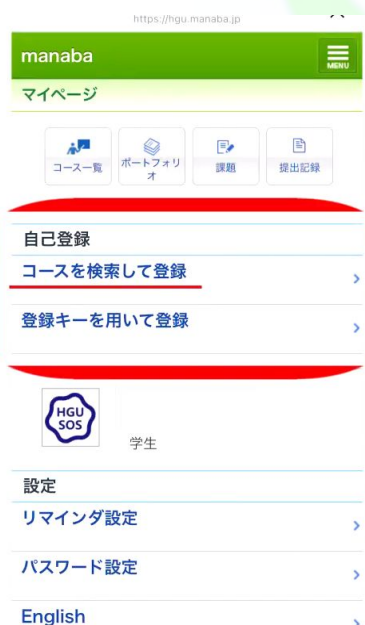 https://hgu.manaba.jp
manaba
MENU
マイページ
コース一覧
ポートフォリ
オ
課題
提出記録
自己登録
コースを検索して登録
登録キーを用いて登録
HGU
SOS
学生
設定
リマインダ設定
パスワード設定
English